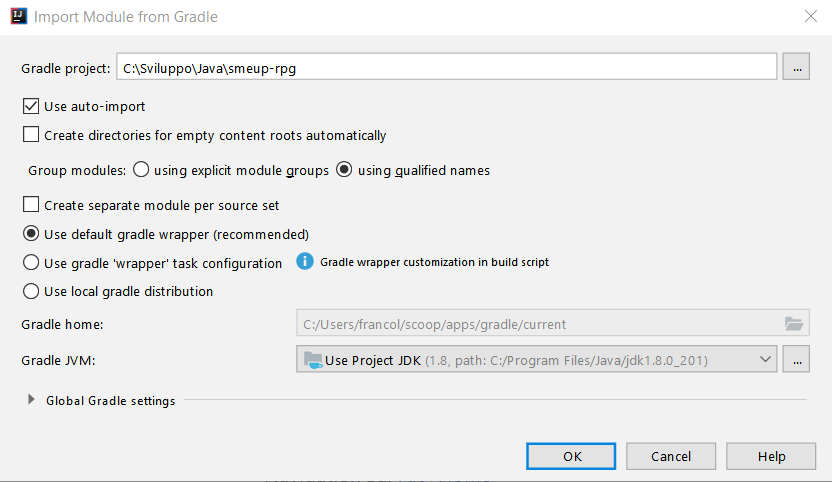 Import Module from Gradle
Gradle project: C:\Sviluppo\Java\smeup-rpg ...
Use auto-import
Create directories for empty content roots automatically
Group modules: using explicit module groups using qualified names
Create separate module per source set
Use default gradle wrapper (recommended)
Use gradle 'wrapper' task configuration Gradle wrapper customization in build script
Use local gradle distribution
Gradle home: C:/Users/francol/scoop/apps/gradle/current
Gradle JVM: Use Project JDK (1.8, path: C:/Program Files/Java/jdk1.8.0_201) ...
Global Gradle settings
OK Cancel Help